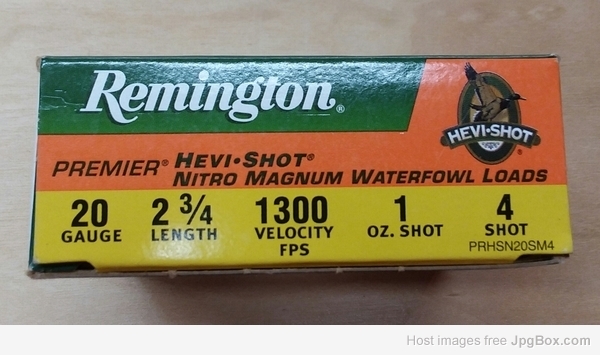 Remington®
HEVI•SHOT®
PREMIER® HEVI•SHOT®
NITRO MAGNUM WATERFOWL LOADS
20 2 3/4 1300 1 4
GAUGE LENGTH VELOCITY OZ. SHOT SHOT
FPS PRHSN20SM4
Host images free JpgBox.com